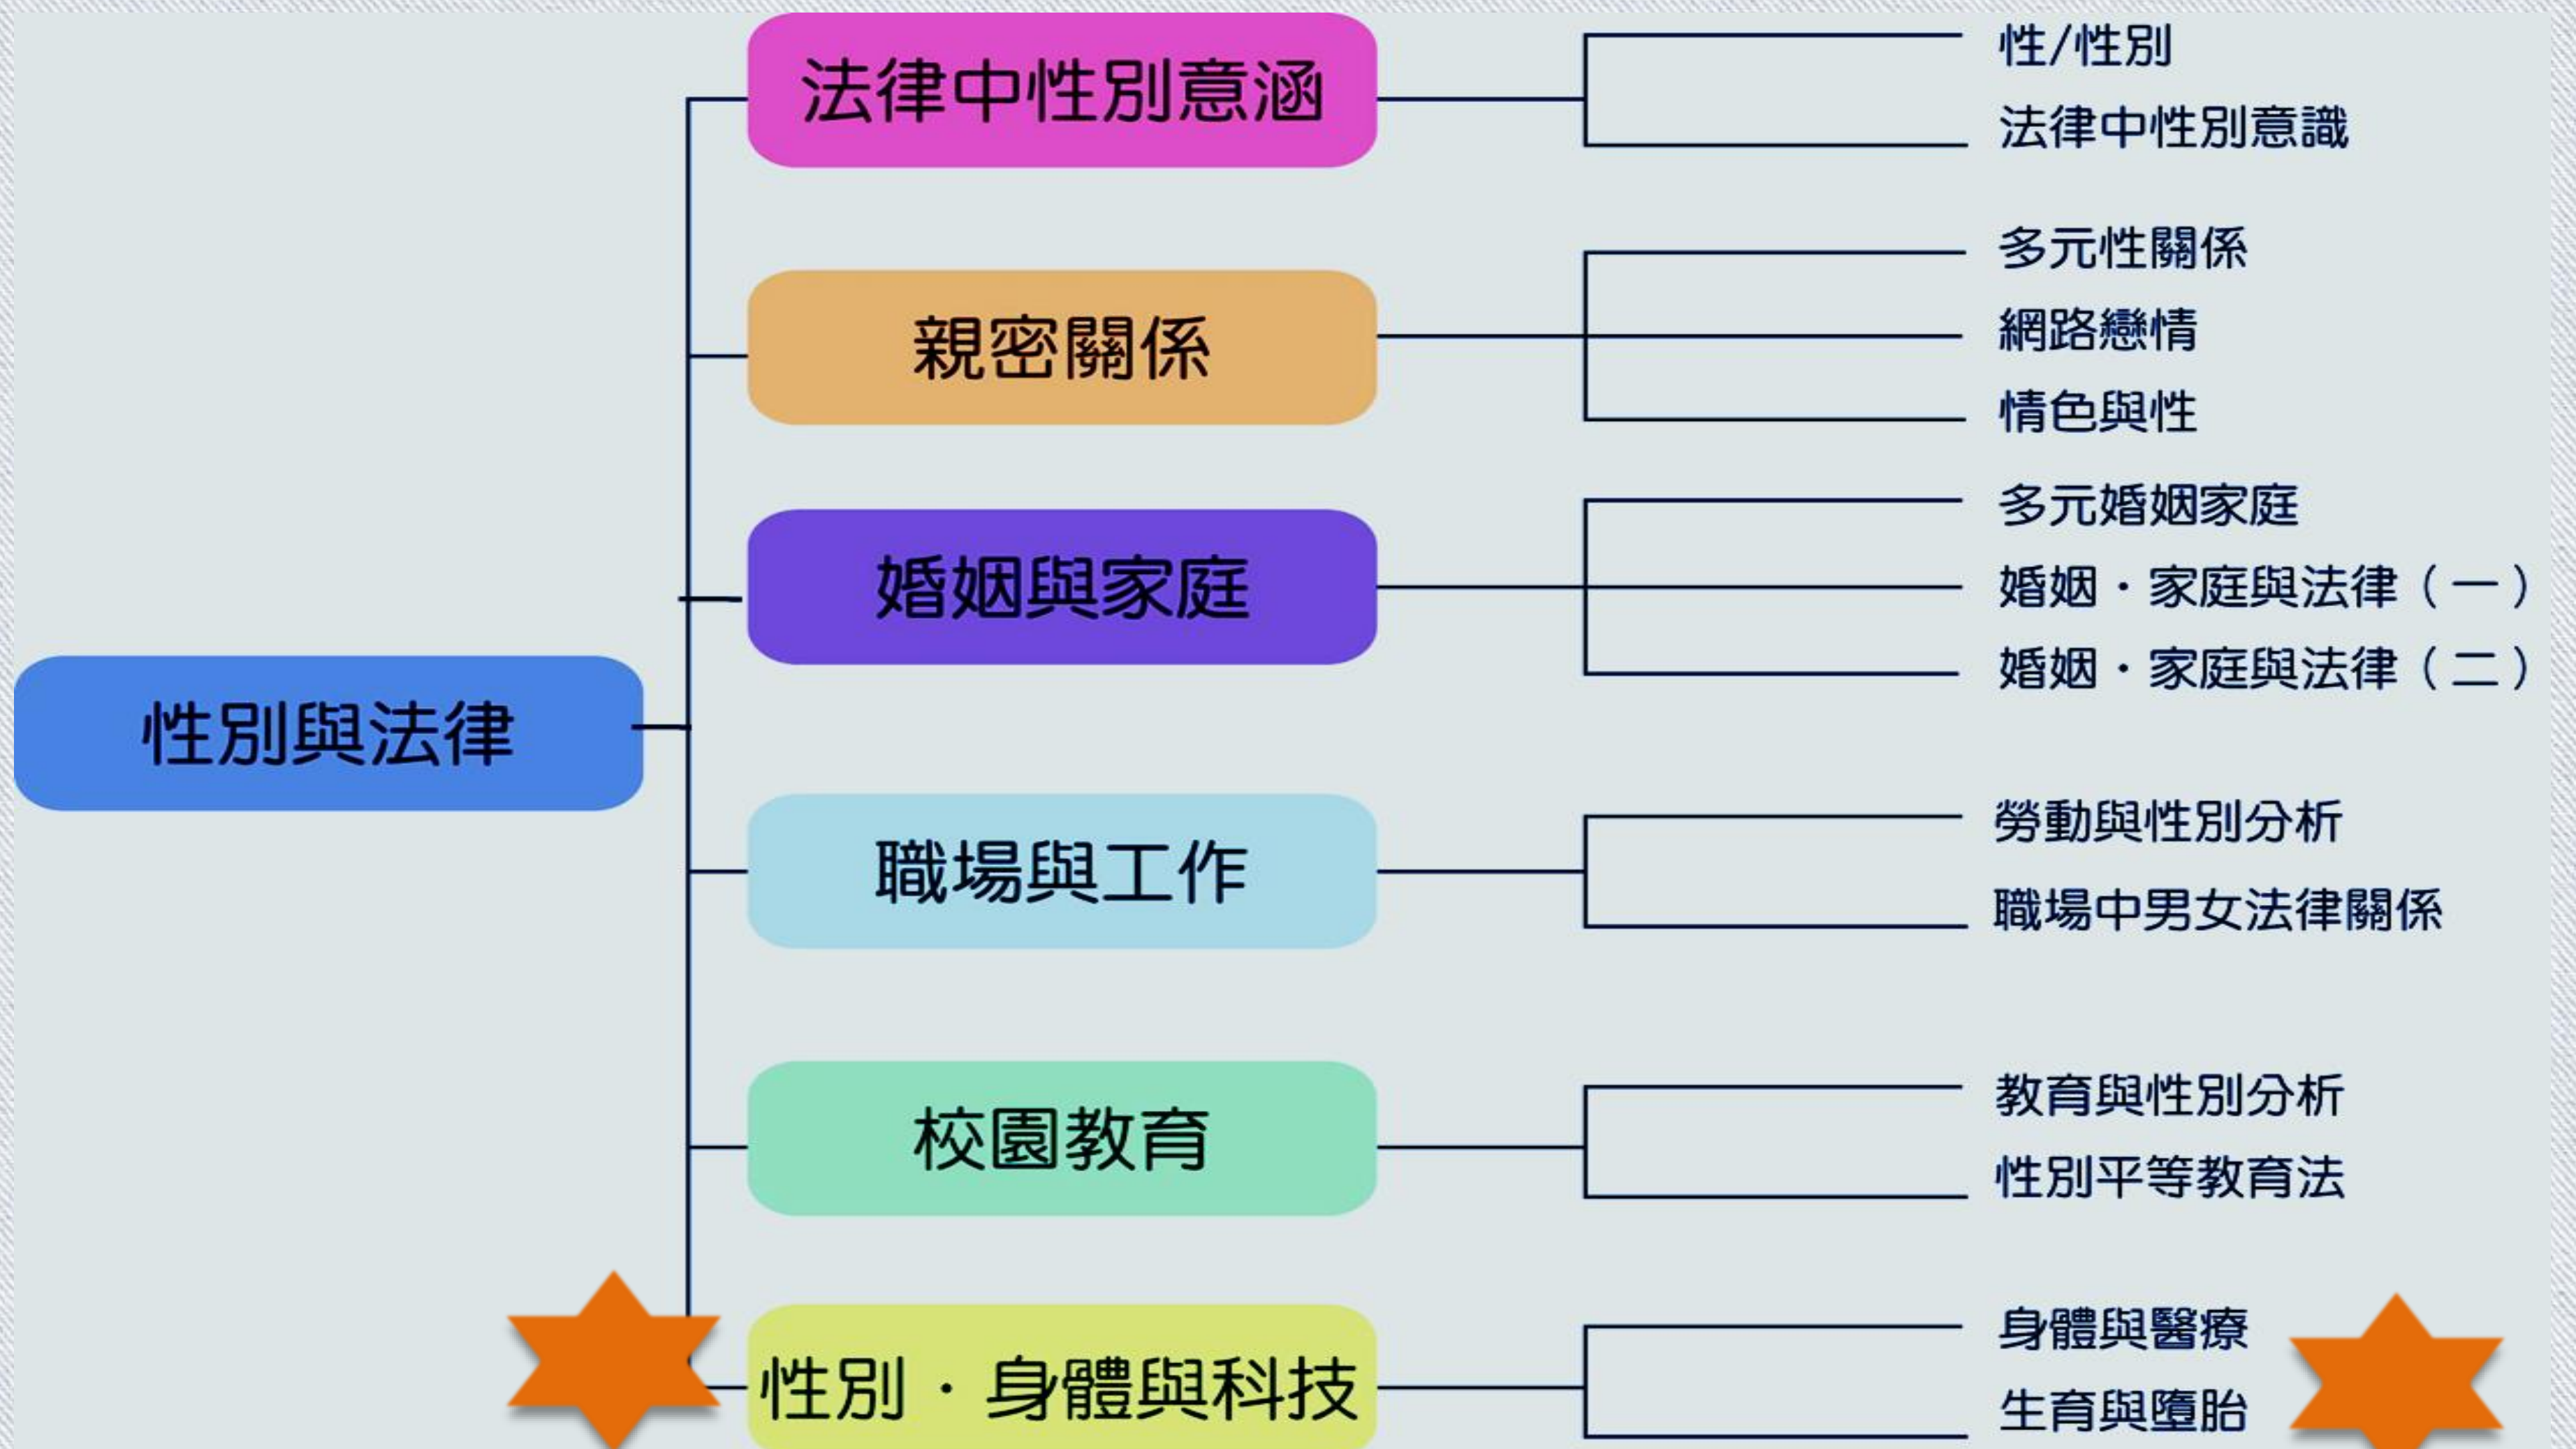 性別與法律
法律中性別意涵
性/性別
法律中性別意識
親密關係
多元性關係
網路戀情
情色與性
婚姻與家庭
多元婚姻家庭
婚姻・家庭與法律（一）
婚姻・家庭與法律（二）
職場與工作
勞動與性別分析
職場中男女法律關係
校園教育
教育與性別分析
性別平等教育法
性別・身體與科技
身體與醫療
生育與墮胎